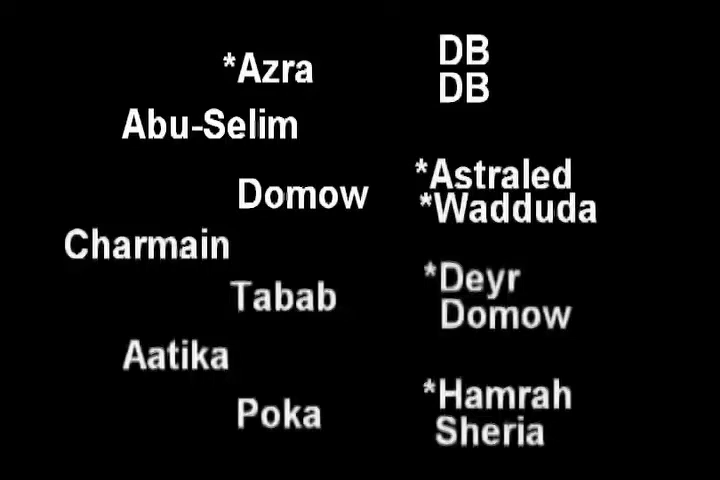 DB
*Azra
DB
Abu-Selim
*Astraled
Domow
*Wadduda
Charmain
*Deyr
Tabab
Domow
Aatika
*Hamrah
Poka
Sheria